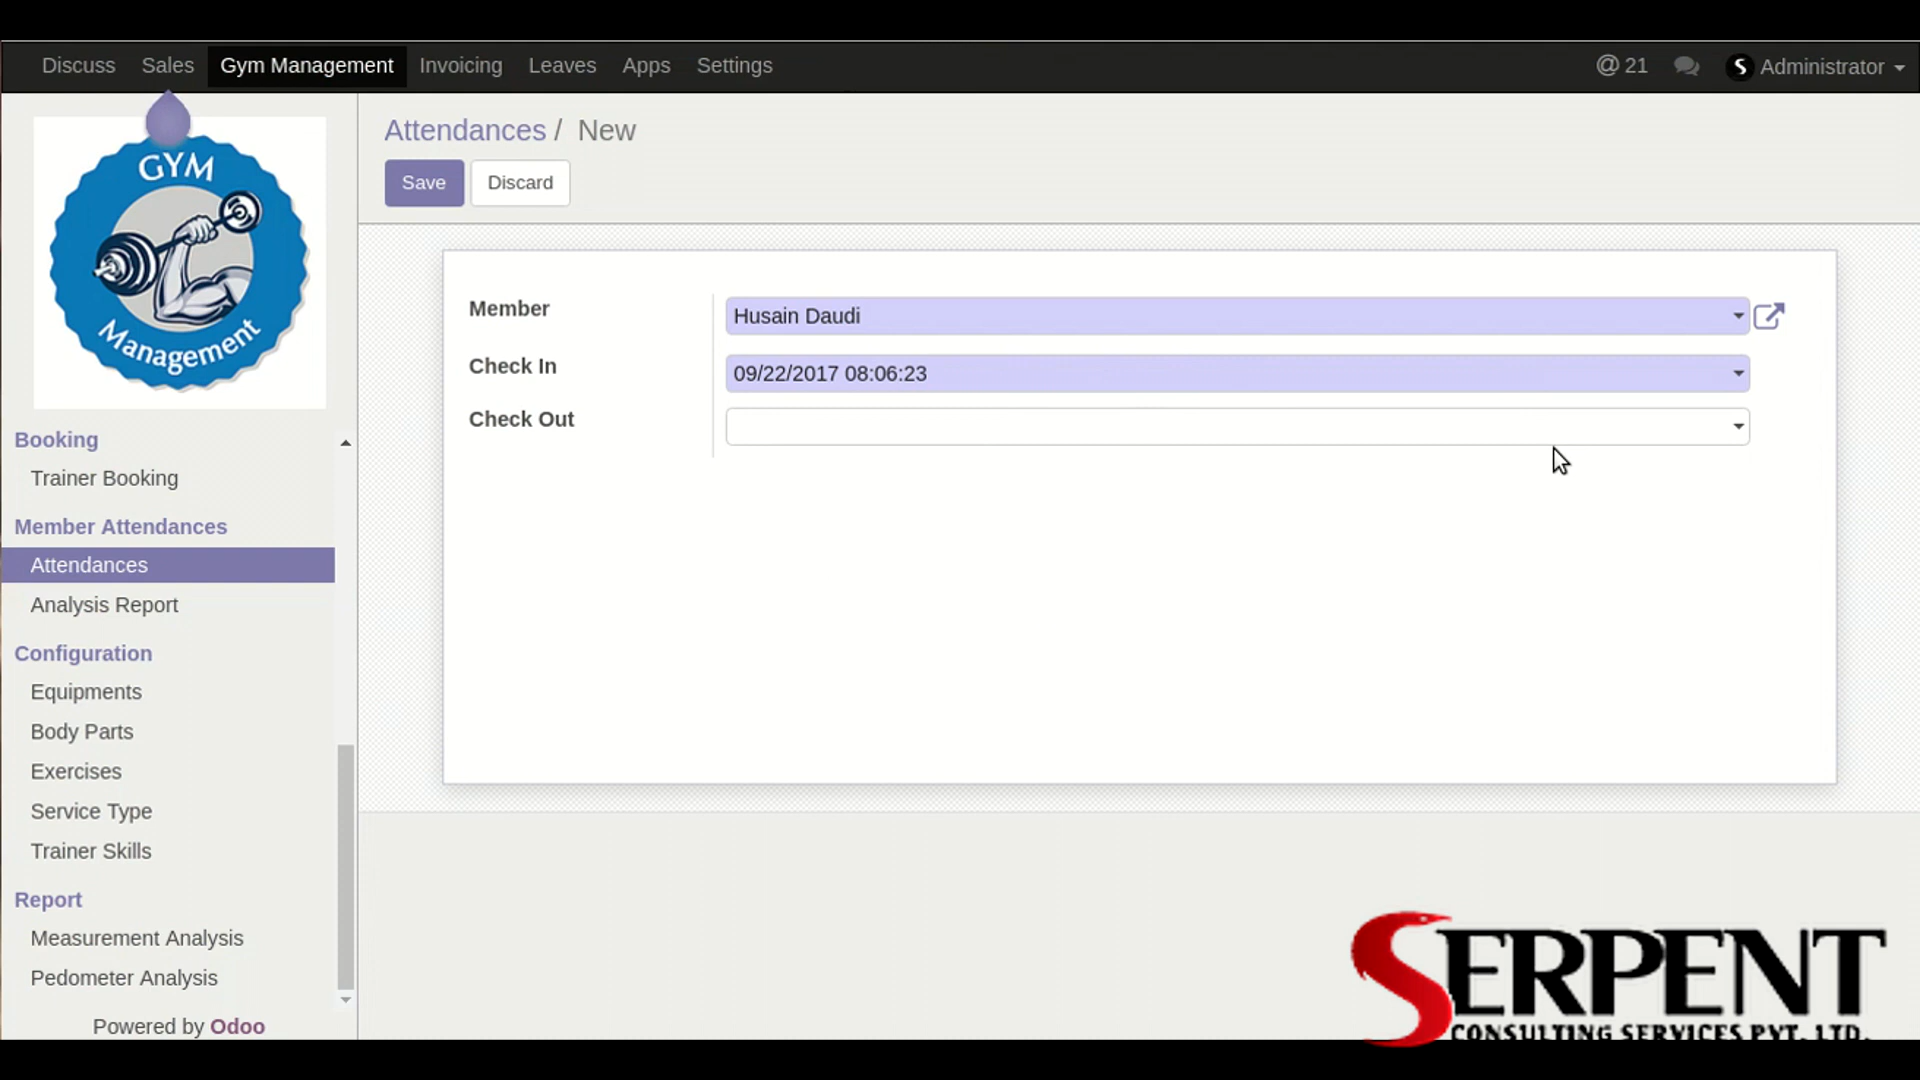 Discuss Sales Gym Management Invoicing Leaves Apps Settings @ 21 Administrator
GYM
Management
Booking
Trainer Booking
Member Attendances
Attendances
Analysis Report
Configuration
Equipments
Body Parts
Exercises
Service Type
Trainer Skills
Report
Measurement Analysis
Pedometer Analysis
Powered by Odoo
Attendances / New
Save Discard
Member Husain Daudi
Check In 09/22/2017 08:06:23
Check Out
SERPENT
CONSULTING SERVICES PVT. LTD.